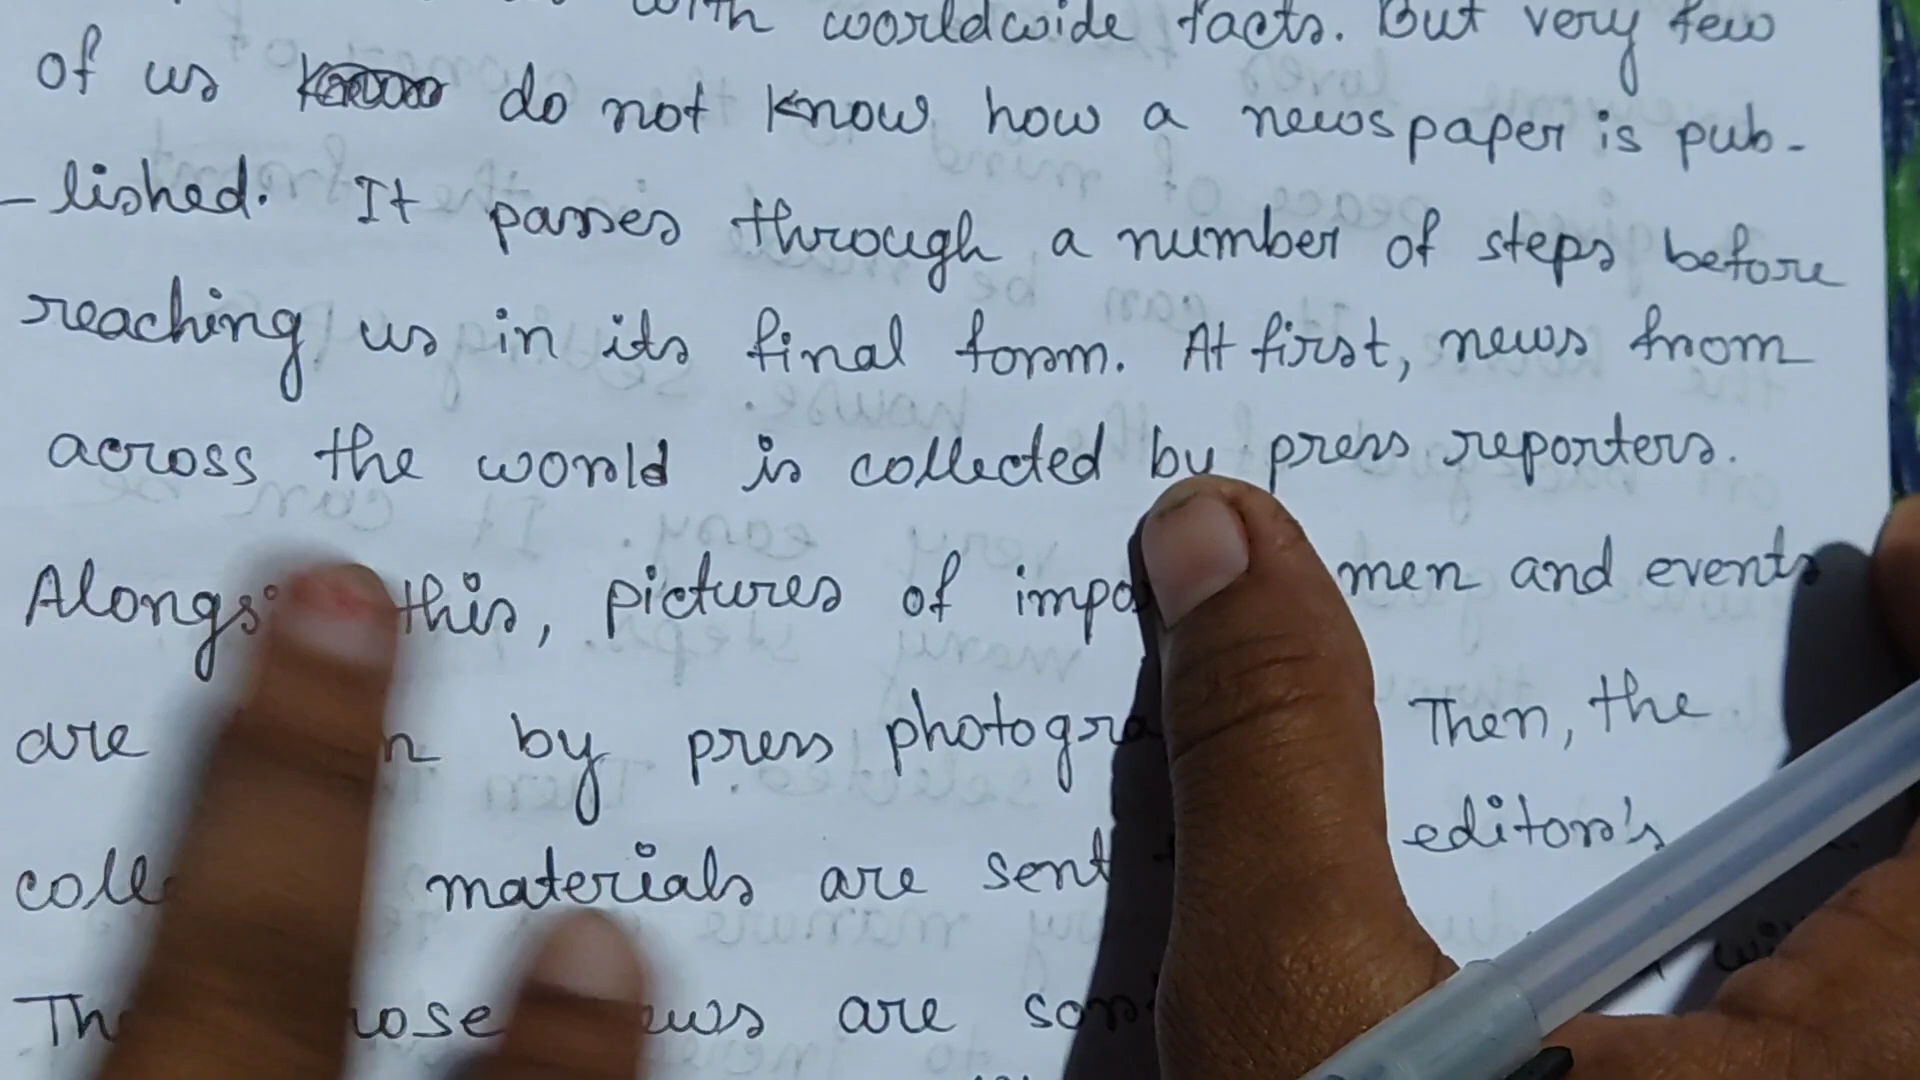 with worldwide facts. But very few
of us do not know how a newspaper is pub-
-lished. It passes through a number of steps before
reaching us in its final form. At first, news from
across the world is collected by press reporters.
this, pictures of men and events
are by press Then, the
materials are sent editor's
are